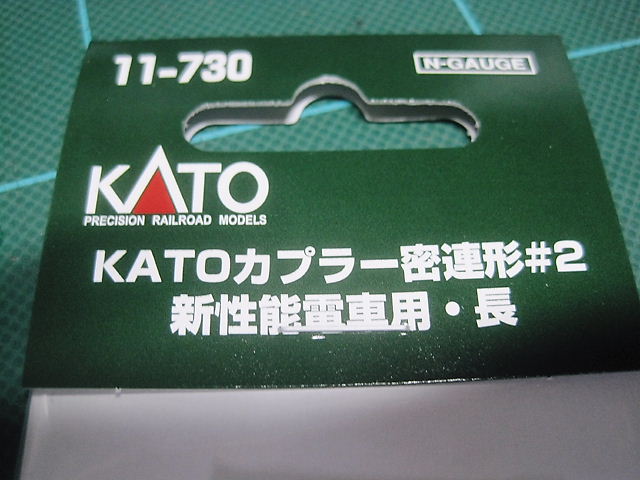 11-730
N-GAUGE
KATO
PRECISION RAILROAD MODELS
KATOカプラー密連形#2
新性能電車用・長